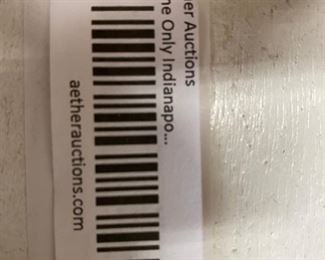 er Auctions
ne Only Indianapo...
aetherauctions.com